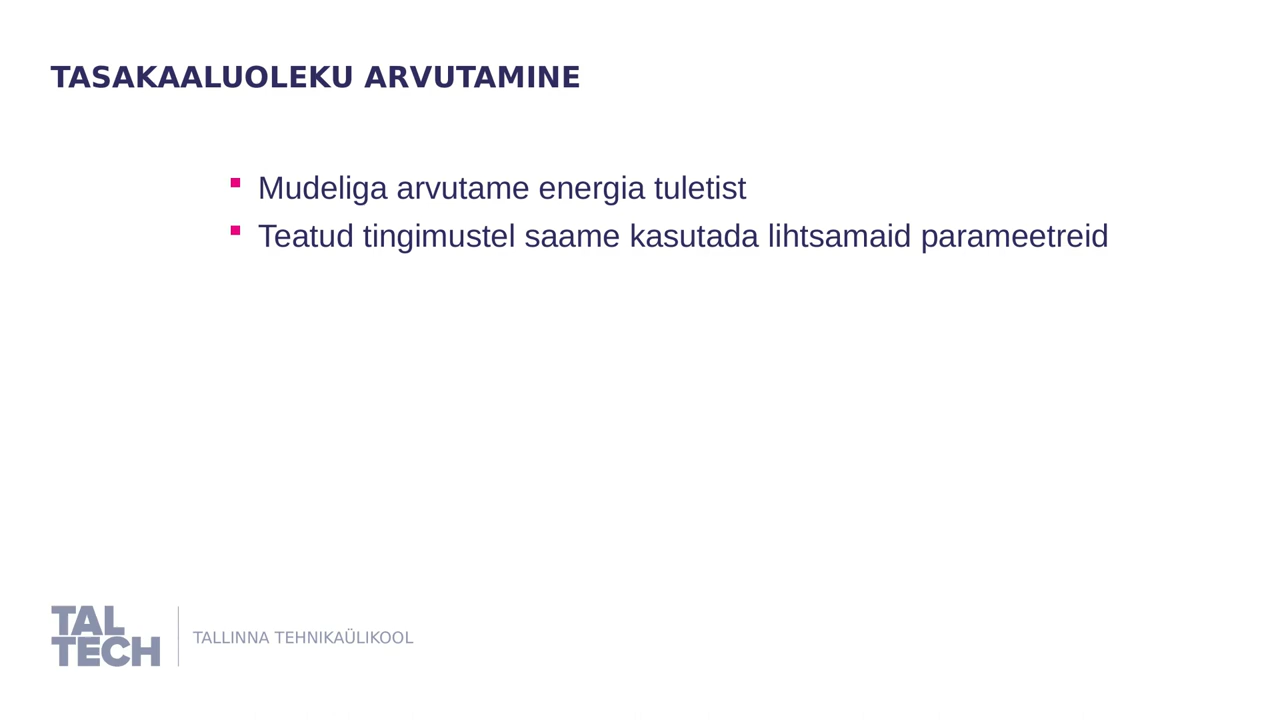 TASAKAALUOLEKU ARVUTAMINE
Mudeliga arvutame energia tuletist
Teatud tingimustel saame kasutada lihtsamaid parameetreid
TAL
TECH
TALLINNA TEHNIKAÜLIKOOL